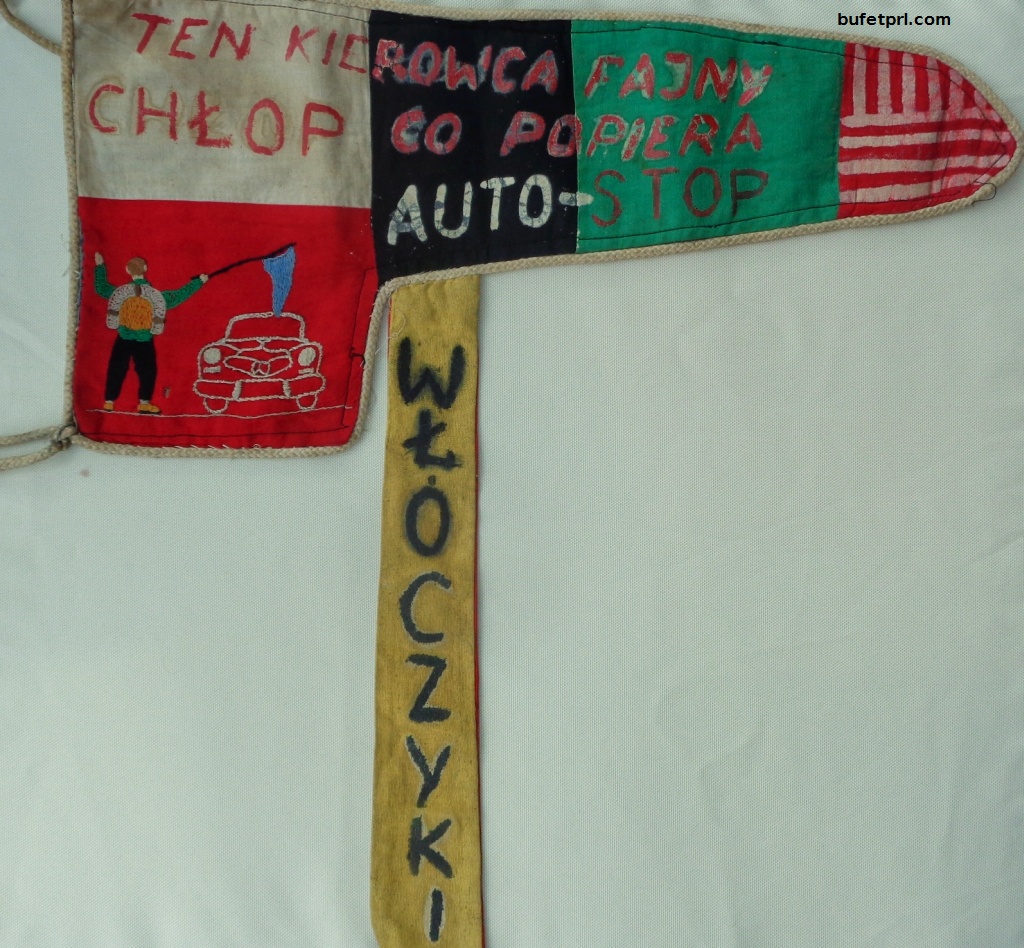 bufetprl.com
TEN KIEROWCA FAJNY
CHŁOP CO POPIERA
AUTO-STOP
WŁÓCZYKI